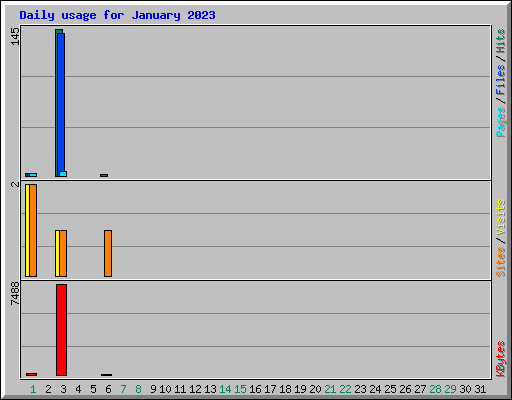 Daily usage for January 2023
145
2
7488
Pages / Files / Hits
Sites / Visits
KBytes
1 2 3 4 5 6 7 8 9 10 11 12 13 14 15 16 17 18 19 20 21 22 23 24 25 26 27 28 29 30 31